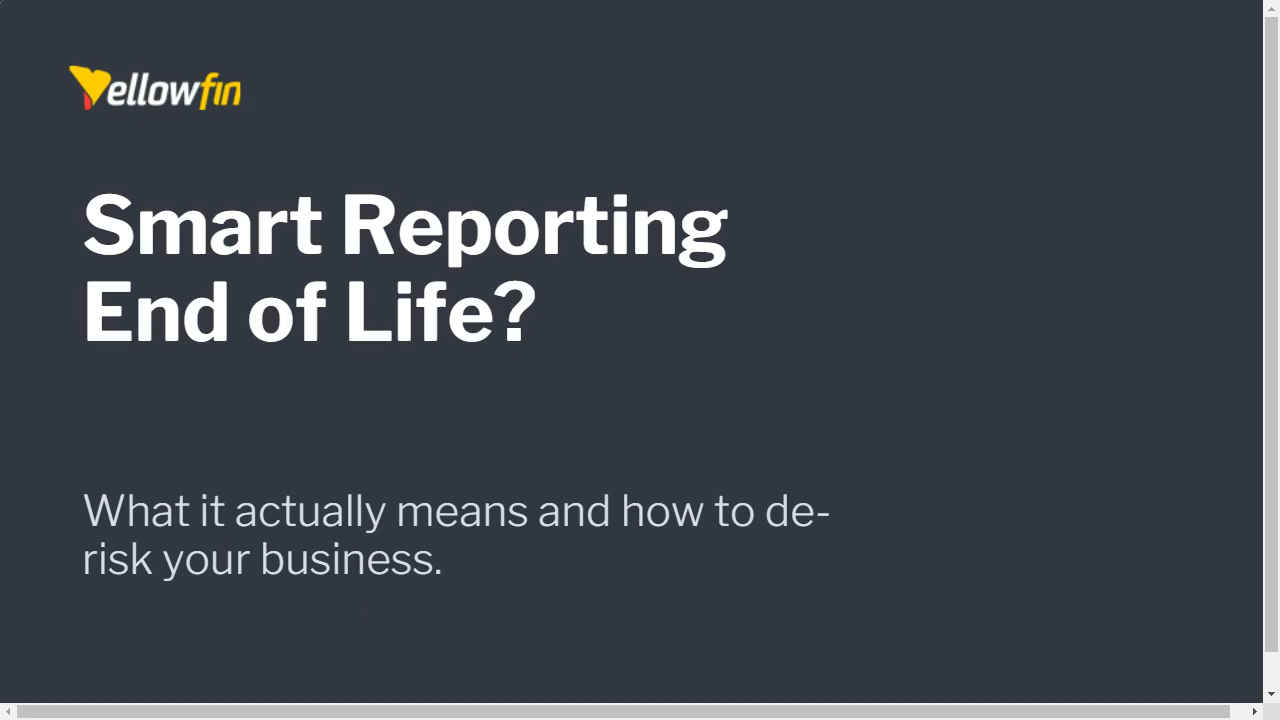 Yellowfin
Smart Reporting
End of Life?
What it actually means and how to de-
risk your business.